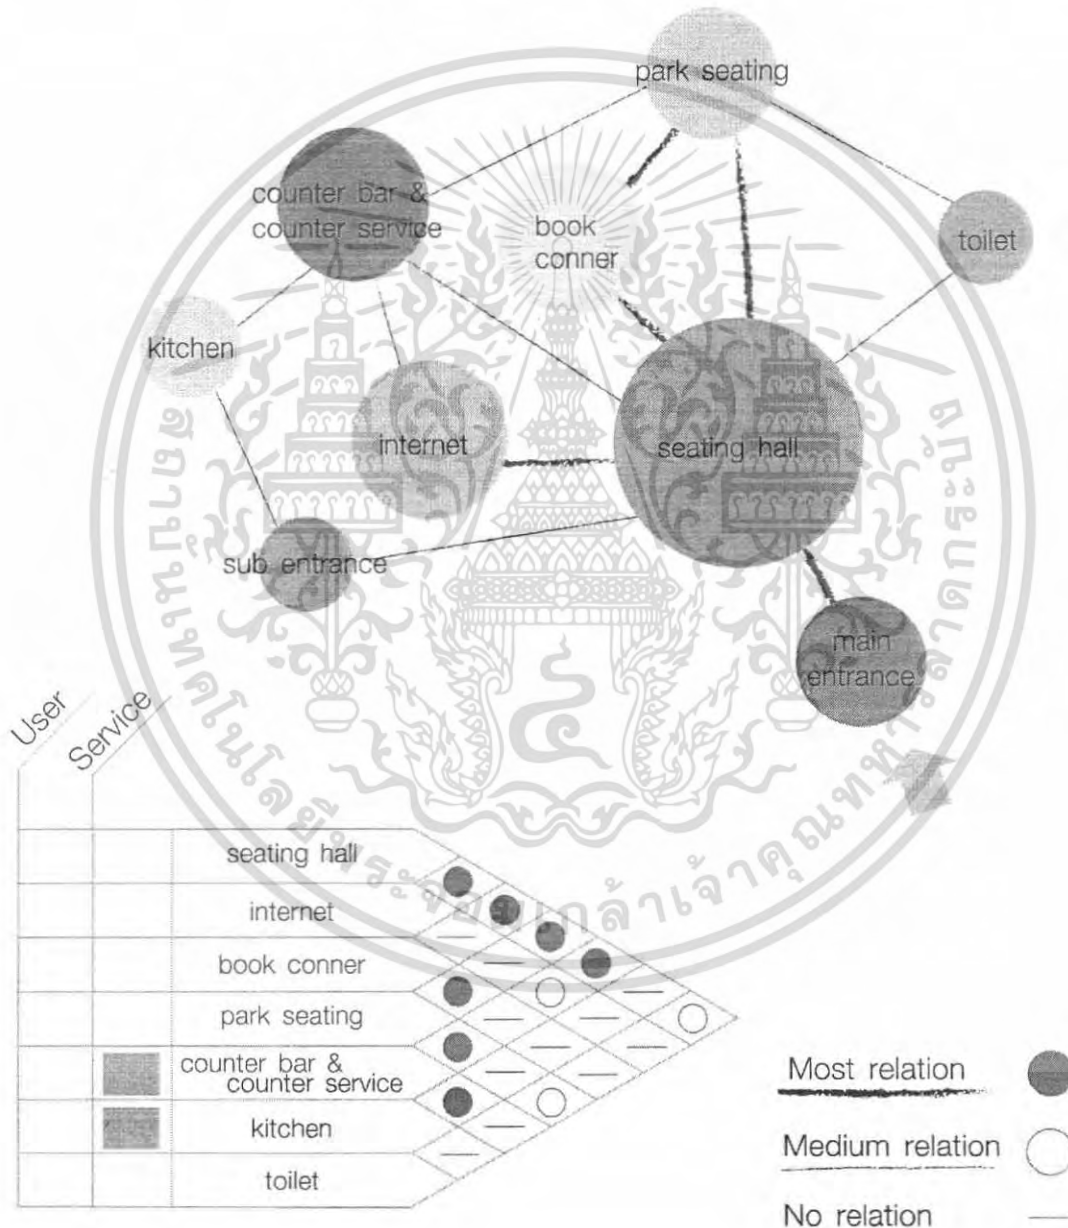 park seating
counter bar &
counter service
book
conner
toilet
kitchen
internet
seating hall
sub entrance
main
entrance
User
Service
seating hall
internet
book conner
park seating
counter bar &
counter service
kitchen
toilet
Most relation
Medium relation
No relation